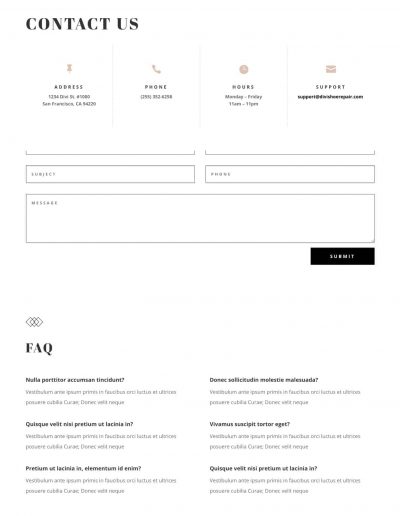 CONTACT US
ADDRESS
1234 Divi St. #1000
San Francisco, CA 94220
PHONE
(255) 352-6258
HOURS
Monday – Friday
11am – 11pm
SUPPORT
support@divishoerepair.com
SUBJECT
PHONE
MESSAGE
SUBMIT
FAQ
Nulla porttitor accumsan tincidunt?
Vestibulum ante ipsum primis in faucibus orci luctus et ultrices
posuere cubilia Curae; Donec velit neque
Donec sollicitudin molestie malesuada?
Vestibulum ante ipsum primis in faucibus orci luctus et ultrices
posuere cubilia Curae; Donec velit neque
Quisque velit nisi pretium ut lacinia in?
Vestibulum ante ipsum primis in faucibus orci luctus et ultrices
posuere cubilia Curae; Donec velit neque
Vivamus suscipit tortor eget?
Vestibulum ante ipsum primis in faucibus orci luctus et ultrices
posuere cubilia Curae; Donec velit neque
Pretium ut lacinia in, elementum id enim?
Vestibulum ante ipsum primis in faucibus orci luctus et ultrices
posuere cubilia Curae; Donec velit neque
Quisque velit nisi pretium ut lacinia in?
Vestibulum ante ipsum primis in faucibus orci luctus et ultrices
posuere cubilia Curae; Donec velit neque